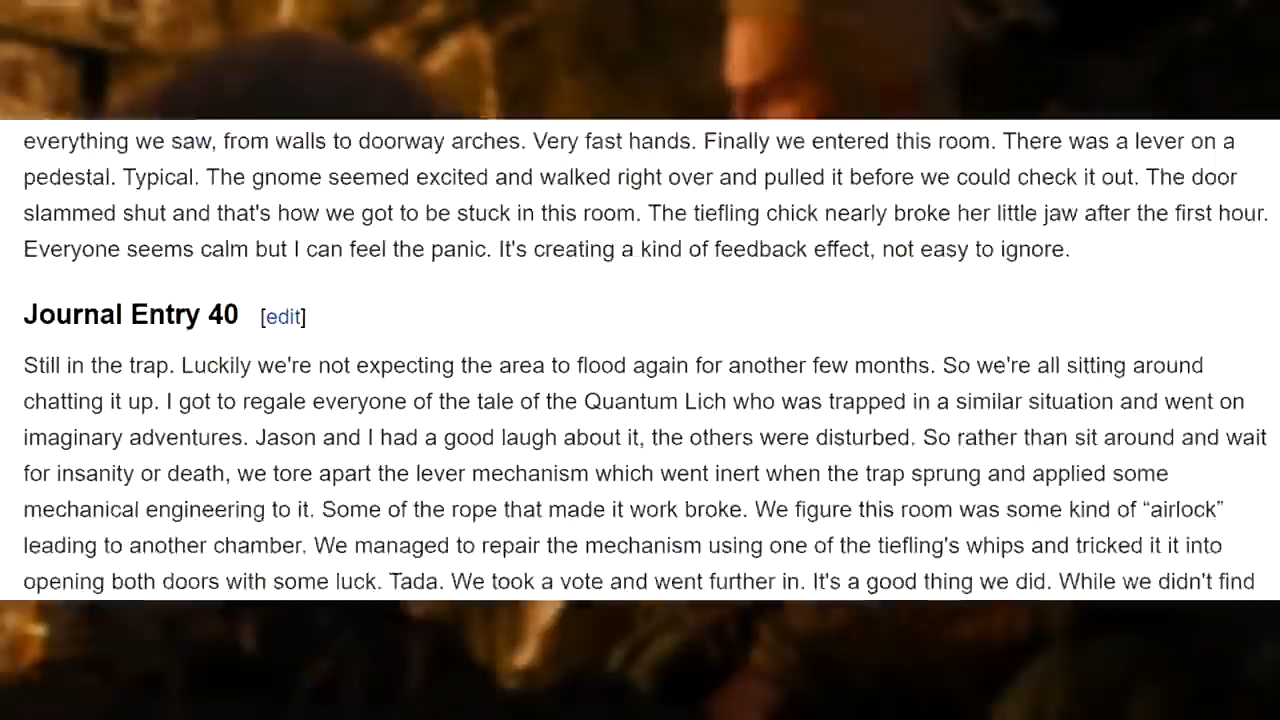 everything we saw, from walls to doorway arches. Very fast hands. Finally we entered this room. There was a lever on a
pedestal. Typical. The gnome seemed excited and walked right over and pulled it before we could check it out. The door
slammed shut and that's how we got to be stuck in this room. The tiefling chick nearly broke her little jaw after the first hour.
Everyone seems calm but I can feel the panic. It's creating a kind of feedback effect, not easy to ignore.
Journal Entry 40 [edit]
Still in the trap. Luckily we're not expecting the area to flood again for another few months. So we're all sitting around
chatting it up. I got to regale everyone of the tale of the Quantum Lich who was trapped in a similar situation and went on
imaginary adventures. Jason and I had a good laugh about it, the others were disturbed. So rather than sit around and wait
for insanity or death, we tore apart the lever mechanism which went inert when the trap sprung and applied some
mechanical engineering to it. Some of the rope that made it work broke. We figure this room was some kind of “airlock”
leading to another chamber. We managed to repair the mechanism using one of the tiefling's whips and tricked it it into
opening both doors with some luck. Tada. We took a vote and went further in. It's a good thing we did. While we didn't find